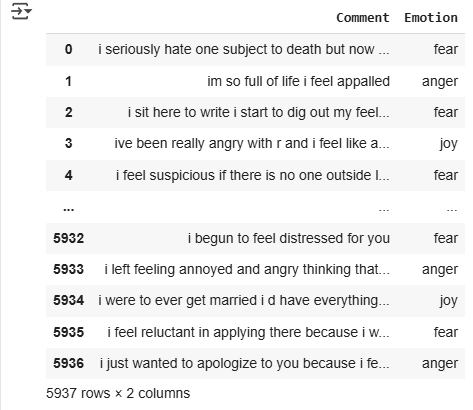 Comment Emotion
0 i seriously hate one subject to death but now ... fear
1 im so full of life i feel appalled anger
2 i sit here to write i start to dig out my feel... fear
3 ive been really angry with r and i feel like a... joy
4 i feel suspicious if there is no one outside l... fear
... ... ...
5932 i begun to feel distressed for you fear
5933 i left feeling annoyed and angry thinking that... anger
5934 i were to ever get married i d have everything... joy
5935 i feel reluctant in applying there because i w... fear
5936 i just wanted to apologize to you because i fe... anger
5937 rows × 2 columns